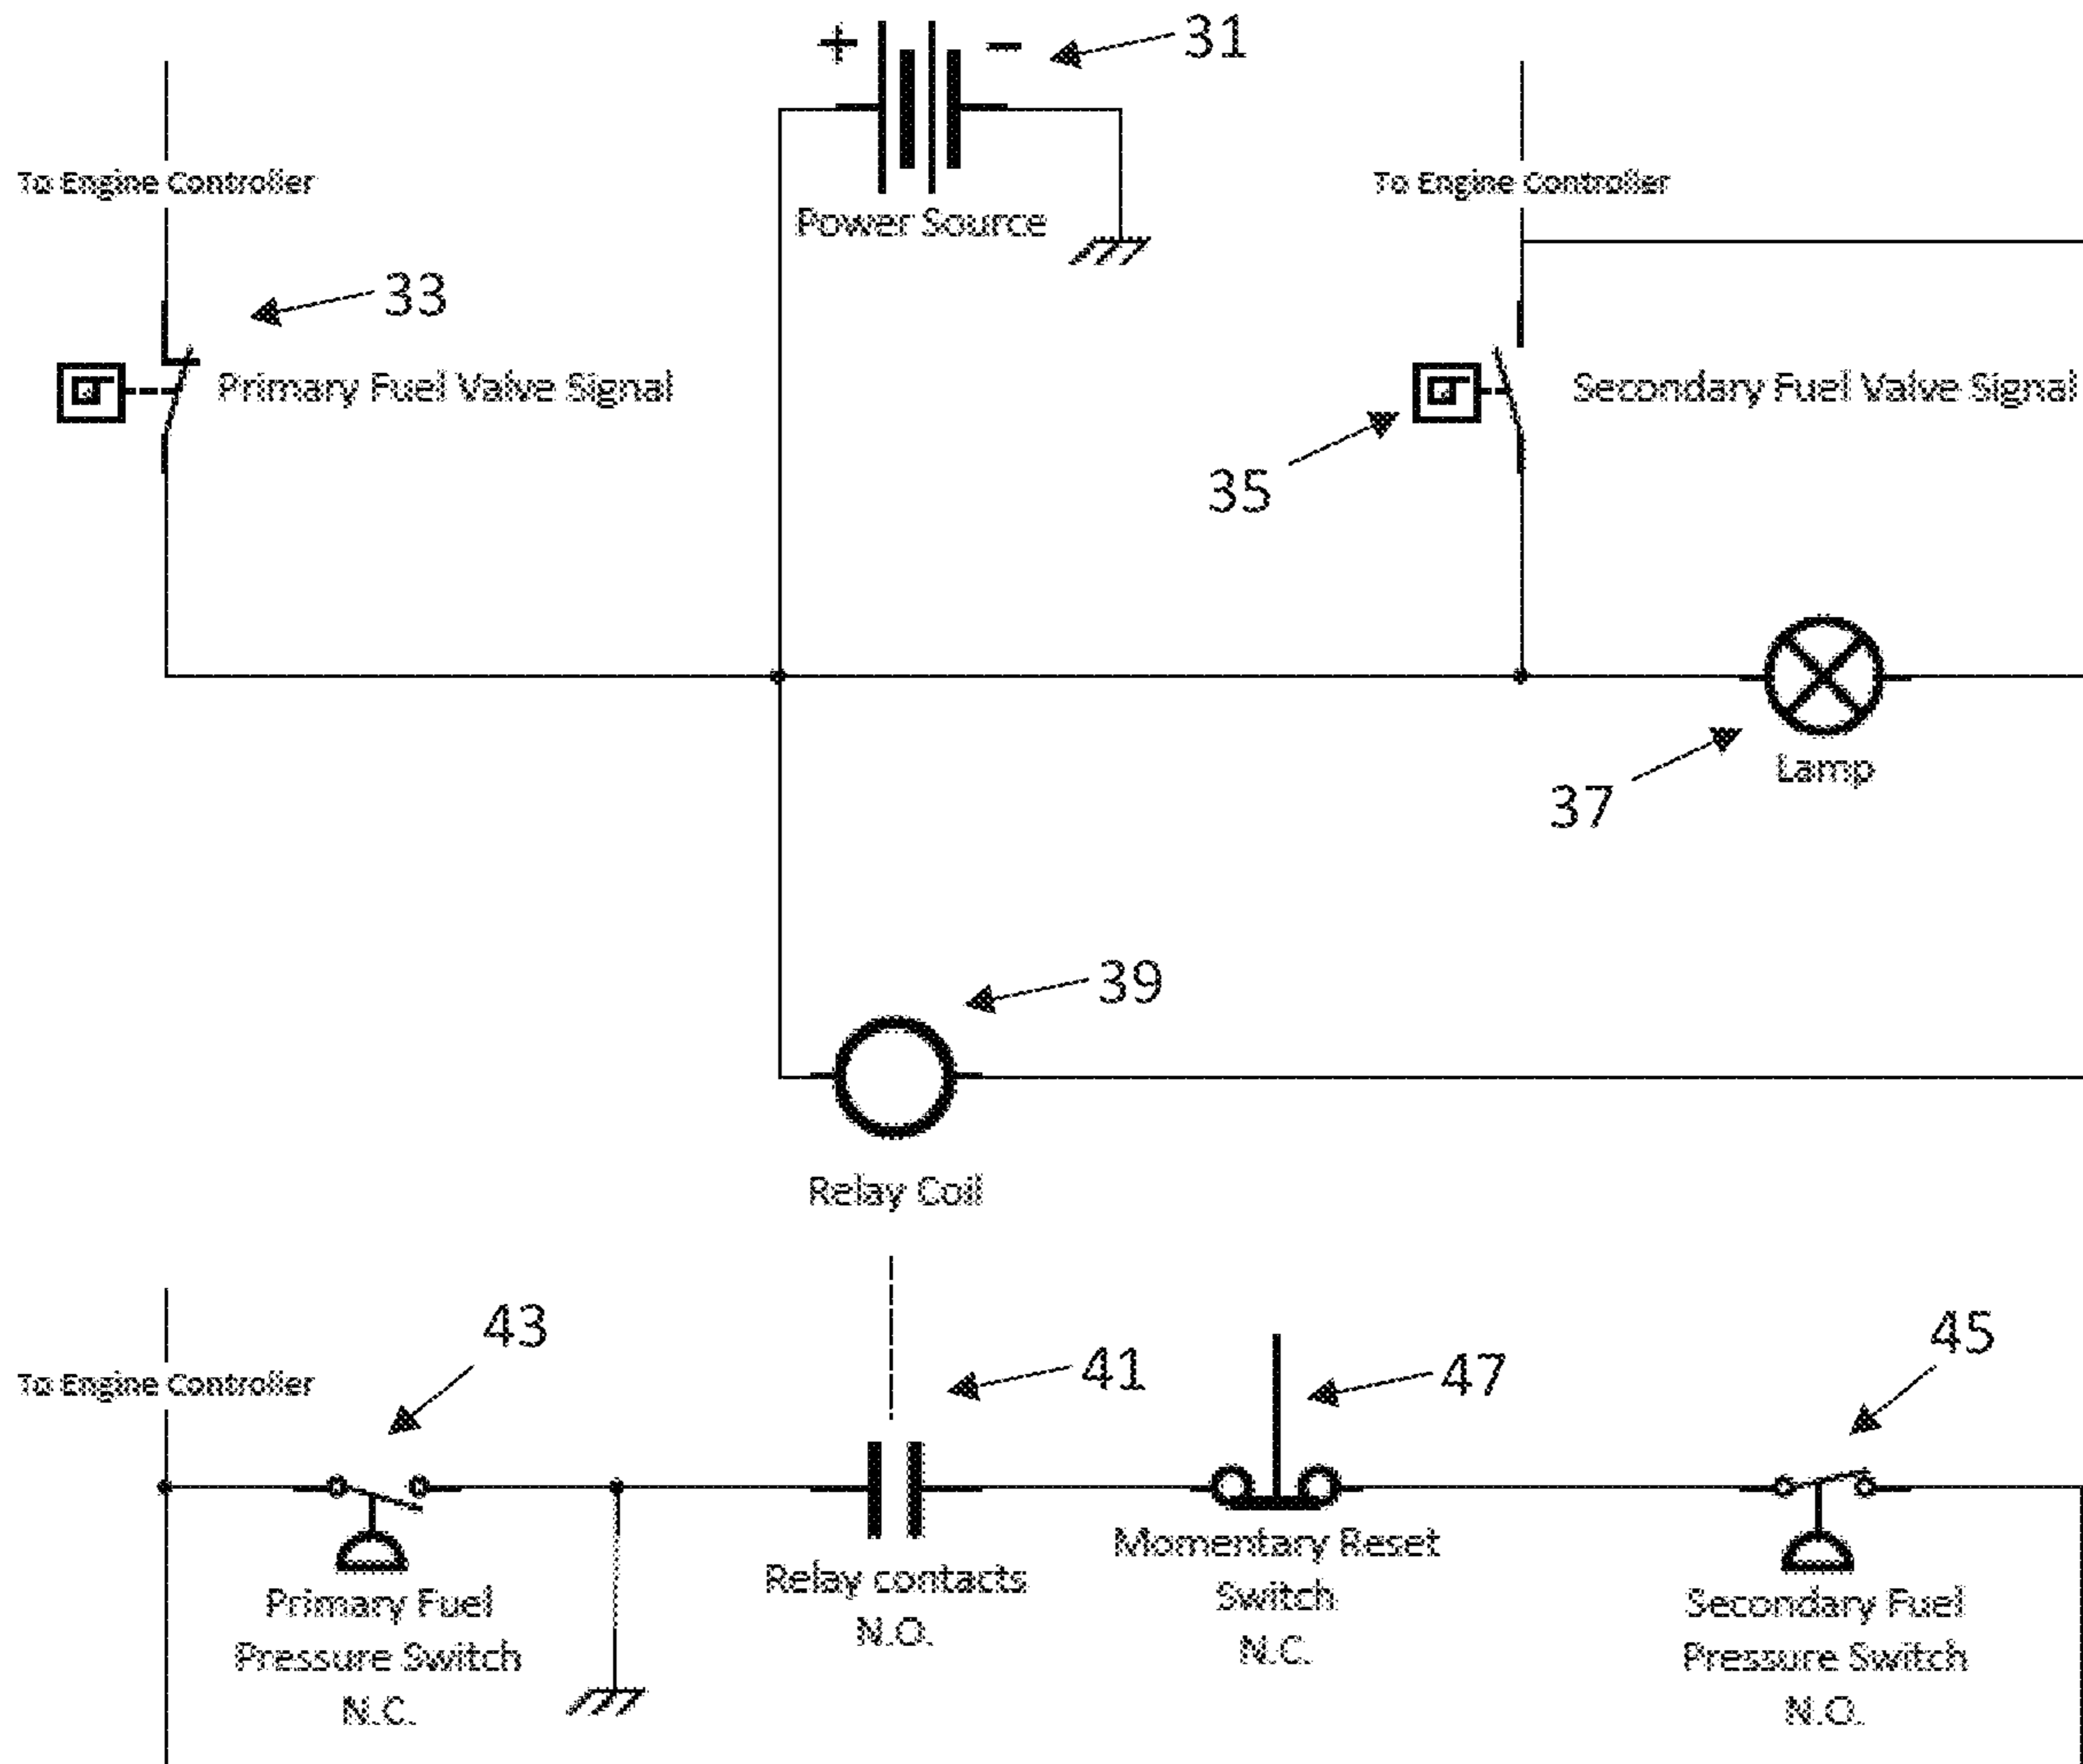 +
−
31
To Engine Controller
To Engine Controller
Power Source
33
Primary Fuel Valve Signal
Secondary Fuel Valve Signal
35
Lamp
37
39
Relay Coil
43
41
47
45
To Engine Controller
Primary Fuel
Pressure Switch
N.C.
Relay contacts
N.O.
Momentary Reset
Switch
N.C.
Secondary Fuel
Pressure Switch
N.O.